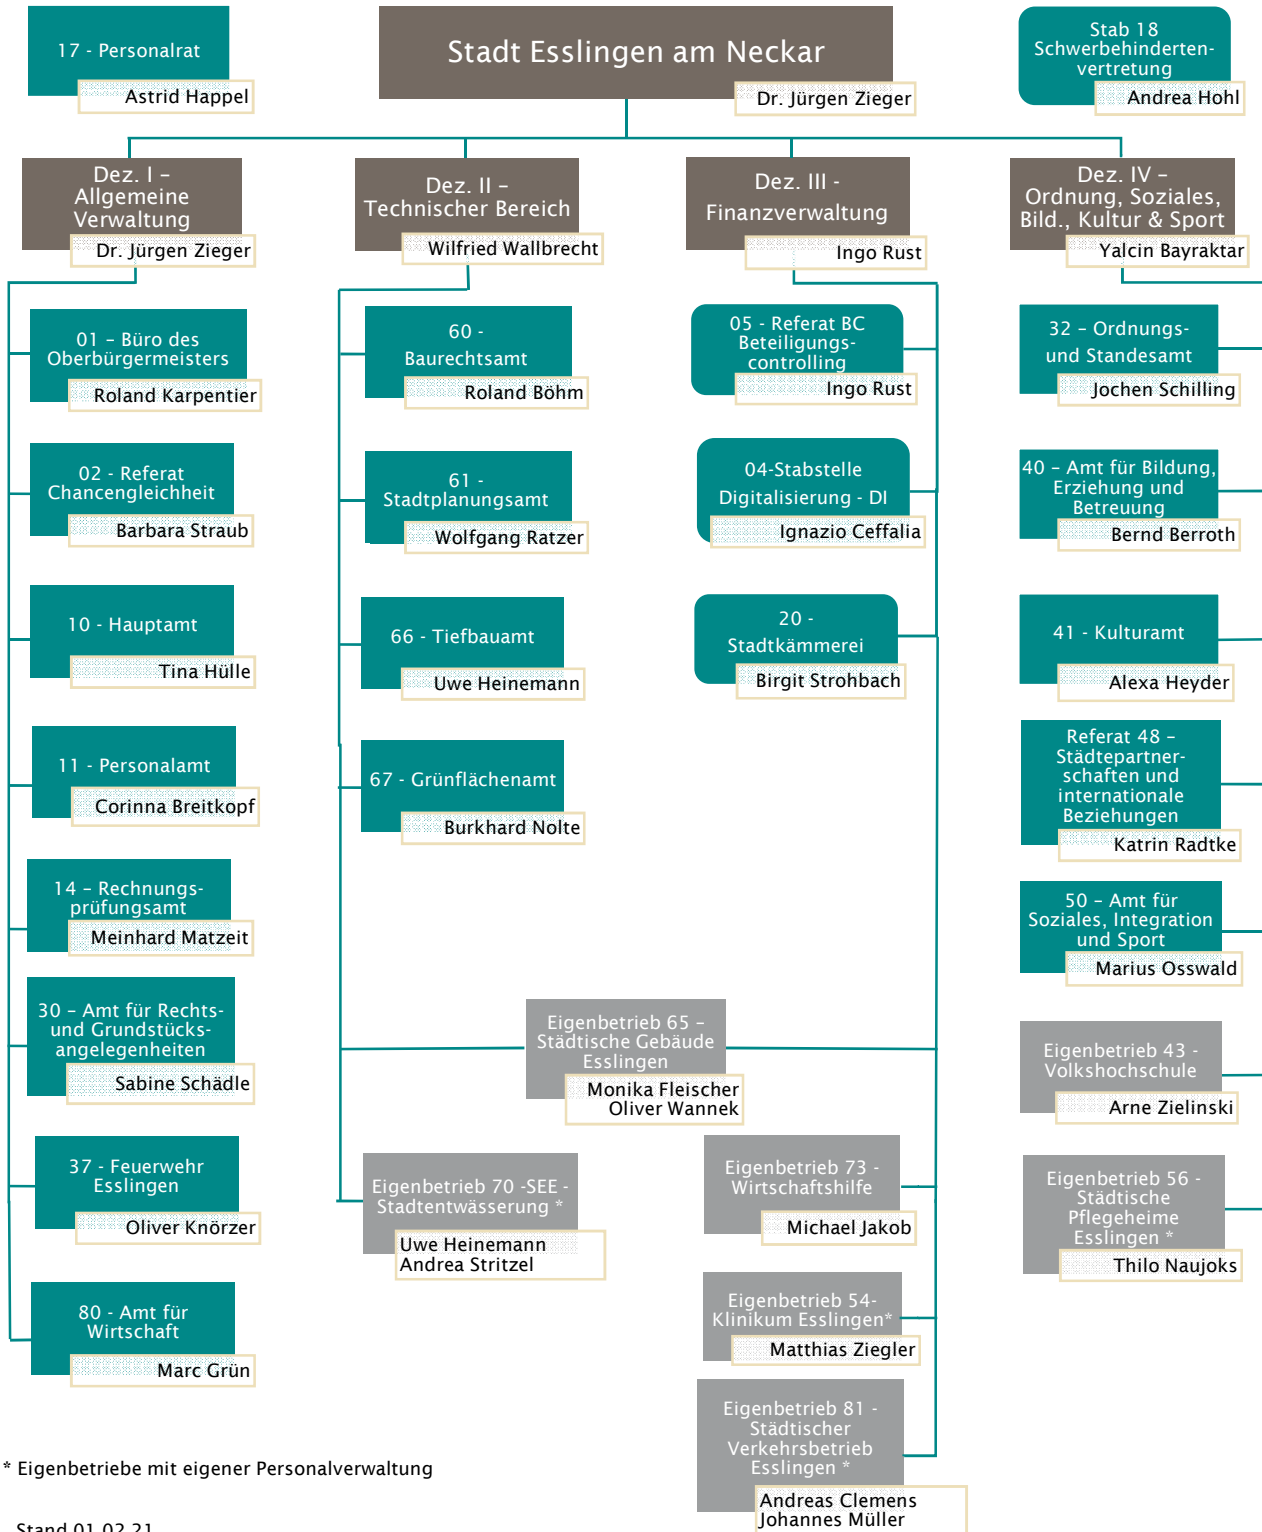 17 - Personalrat
Astrid Happel
Stadt Esslingen am Neckar
Dr. Jürgen Zieger
Stab 18
Schwerbehinderten-
vertretung
Andrea Hohl
Dez. I –
Allgemeine
Verwaltung
Dr. Jürgen Zieger
Dez. II –
Technischer Bereich
Wilfried Wallbrecht
Dez. III -
Finanzverwaltung
Ingo Rust
Dez. IV –
Ordnung, Soziales,
Bild., Kultur & Sport
Yalcin Bayraktar
01 – Büro des
Oberbürgermeisters
Roland Karpentier
02 - Referat
Chancengleichheit
Barbara Straub
10 - Hauptamt
Tina Hülle
11 - Personalamt
Corinna Breitkopf
14 – Rechnungs-
prüfungsamt
Meinhard Matzeit
30 – Amt für Rechts-
und Grundstücks-
angelegenheiten
Sabine Schädle
37 - Feuerwehr
Esslingen
Oliver Knörzer
80 - Amt für
Wirtschaft
Marc Grün
60 -
Baurechtsamt
Roland Böhm
61 -
Stadtplanungsamt
Wolfgang Ratzer
66 - Tiefbauamt
Uwe Heinemann
67 - Grünflächenamt
Burkhard Nolte
Eigenbetrieb 65 –
Städtische Gebäude
Esslingen
Monika Fleischer
Oliver Wannek
Eigenbetrieb 70 -SEE -
Stadtentwässerung *
Uwe Heinemann
Andrea Stritzel
05 - Referat BC
Beteiligungs-
controlling
Ingo Rust
04-Stabstelle
Digitalisierung - DI
Ignazio Ceffalia
20 -
Stadtkämmerei
Birgit Strohbach
Eigenbetrieb 73 -
Wirtschaftshilfe
Michael Jakob
Eigenbetrieb 54-
Klinikum Esslingen*
Matthias Ziegler
Eigenbetrieb 81 -
Städtischer
Verkehrsbetrieb
Esslingen *
Andreas Clemens
Johannes Müller
32 – Ordnungs-
und Standesamt
Jochen Schilling
40 – Amt für Bildung,
Erziehung und
Betreuung
Bernd Berroth
41 - Kulturamt
Alexa Heyder
Referat 48 –
Städtepartner-
schaften und
internationale
Beziehungen
Katrin Radtke
50 – Amt für
Soziales, Integration
und Sport
Marius Osswald
Eigenbetrieb 43 -
Volkshochschule
Arne Zielinski
Eigenbetrieb 56 -
Städtische
Pflegeheime
Esslingen *
Thilo Naujoks
* Eigenbetriebe mit eigener Personalverwaltung
Stand 01.02.21